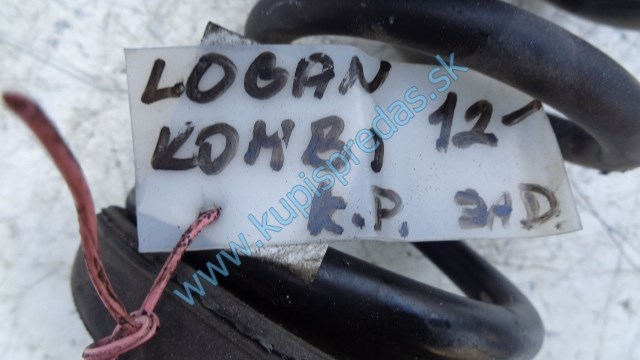 LOGAN
KOMBI 12-
K.P. ZAD.
www.kupispredas.sk